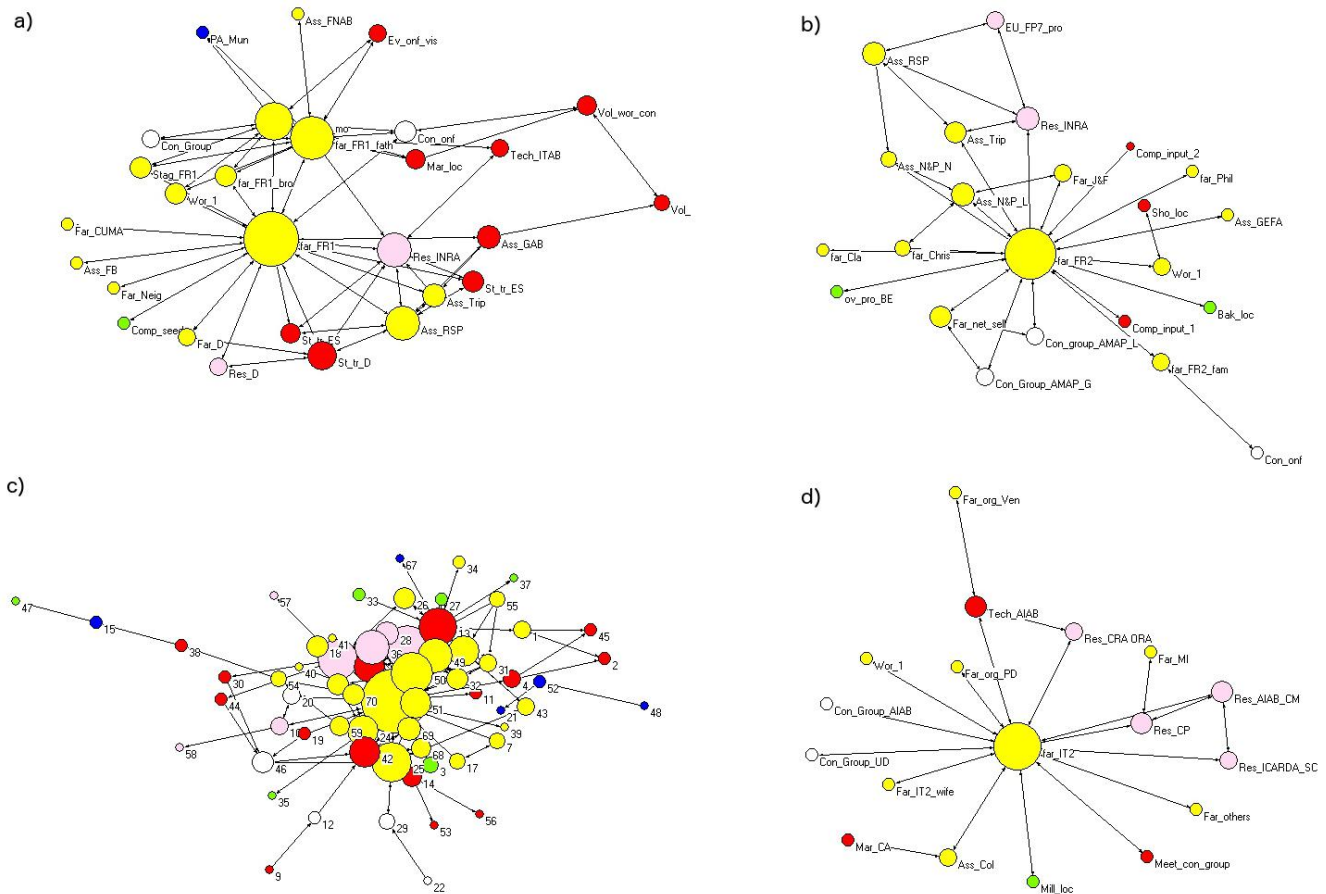 a)
b)
Ass_FNAB
PA_Mun
Ev_onf_vis
Vol_wor_con
mo
Con_Group
Con_onf
far_FR1_fath
Tech_ITAB
Mar_loc
Stag_FR1
far_FR1_bro
Wor_1
Vol_
Far_CUMA
far_FR1
Ass_GAB
Res_INRA
Ass_FB
St_tr_ES
Far_Neig
Ass_Trip
Comp_seed
Ass_RSP
Far_D
St_tr_ES
St_tr_D
Res_D
EU_FP7_pro
Ass_RSP
Res_INRA
Ass_Trip
Comp_input_2
Ass_N&P_N
far_Phil
Far_J&F
Ass_N&P_L
Sho_loc
Ass_GEFA
far_Cla
far_Chris
far_FR2
Wor_1
ov_pro_BE
Bak_loc
Far_net_self
Comp_input_1
Con_group_AMAP_L
far_FR2_fam
Con_Group_AMAP_G
Con_onf
c)
d)
67
34
37
47
57
33
26
27
55
15
13
1
45
38
41
28
18
36
49
31
2
30
40
54
50
32
4
52
44
20
70
11
21
48
51
43
10
19
59
24
63
39
58
7
42
68
46
25
3
17
14
35
12
29
53
56
9
22
Far_org_Ven
Tech_AIAB
Res_CRA ORA
Wor_1
Far_org_PD
Far_MI
Con_Group_AIAB
Res_AIAB_CM
Res_CP
far_IT2
Con_Group_UD
Res_ICARDA_SC
Far_IT2_wife
Far_others
Mar_CA
Ass_Col
Meet_con_group
Mill_loc